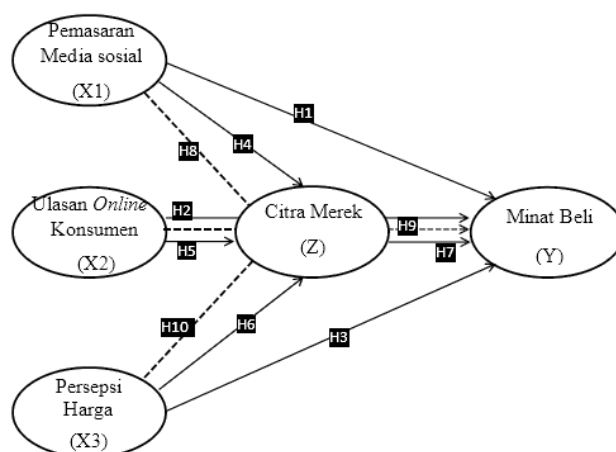 Pemasaran
Media sosial
(X1)
H1
H4
H8
Ulasan Online
Konsumen
(X2)
H2
H5
Citra Merek
(Z)
H9
H7
Minat Beli
(Y)
H10
H6
H3
Persepsi
Harga
(X3)